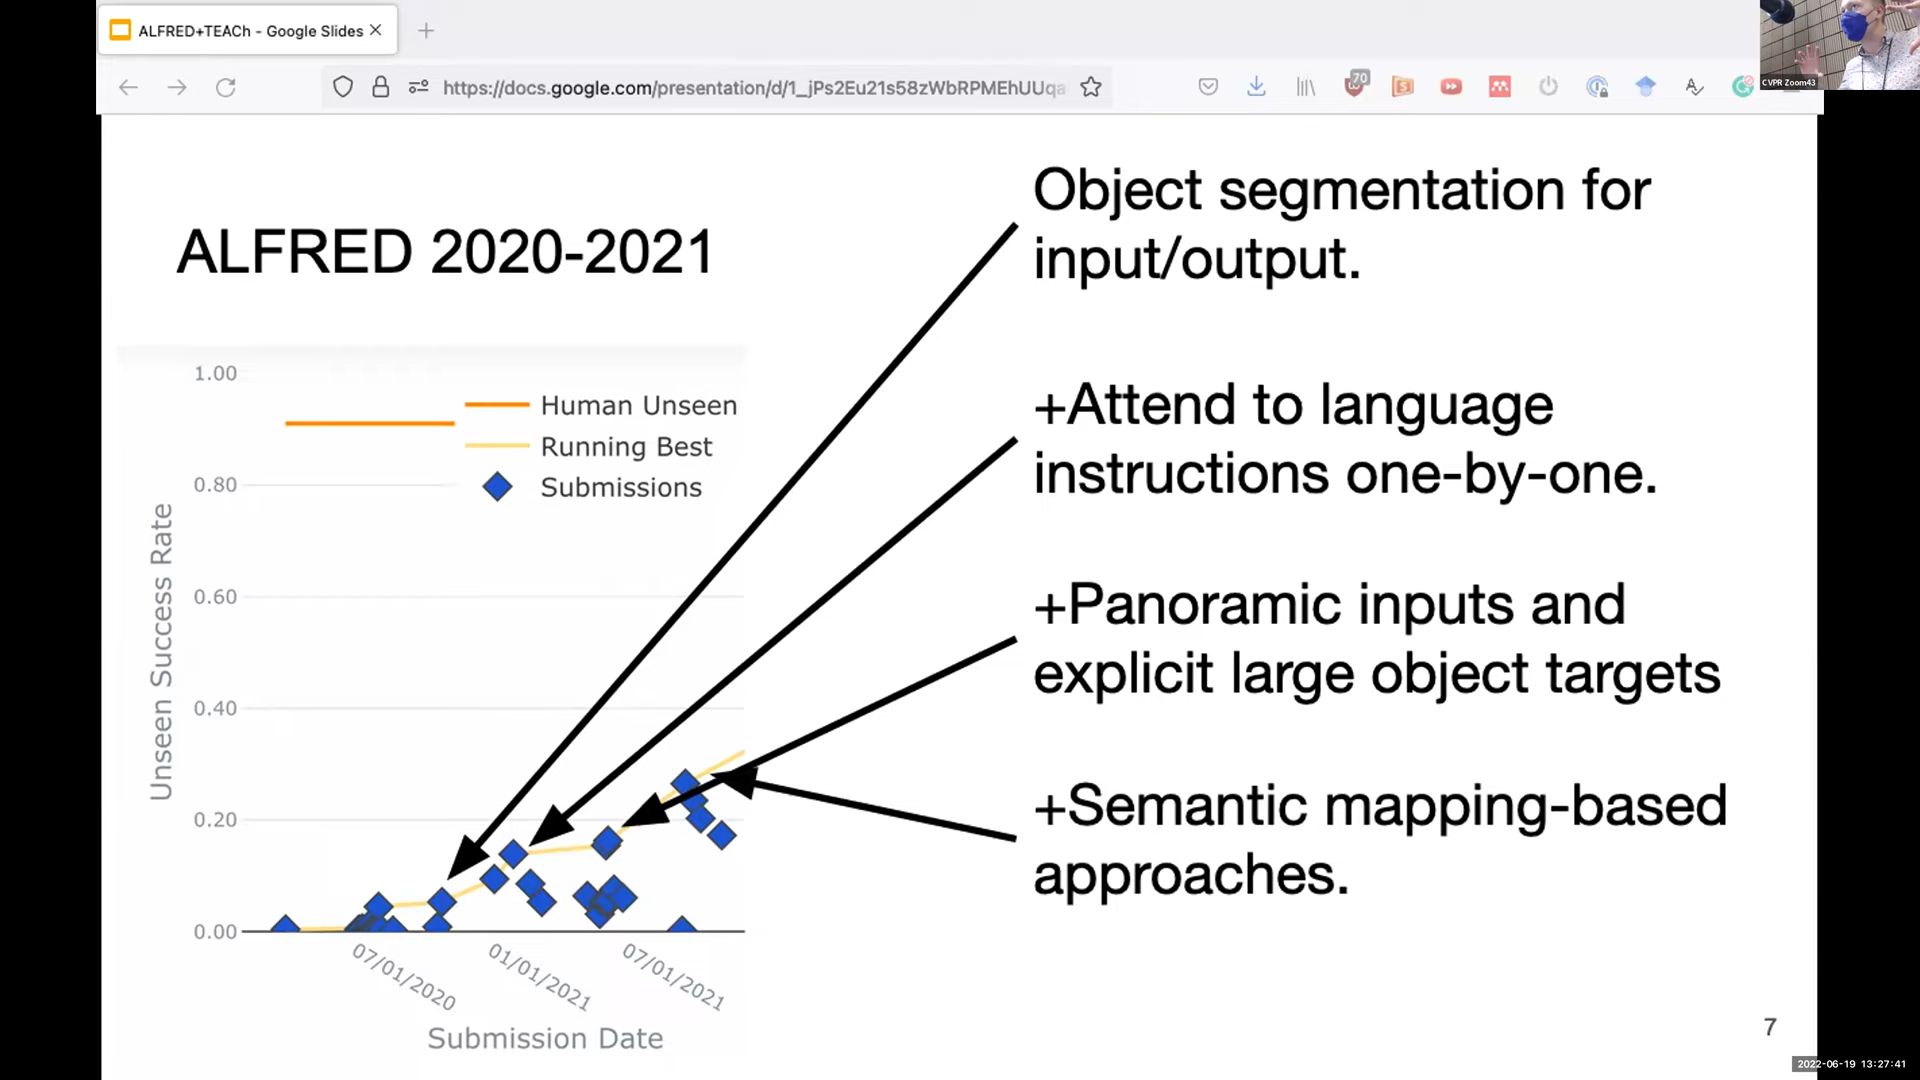 ALFRED+TEACh - Google Slides
https://docs.google.com/presentation/d/1_jPs2Eu21s58zWbRPMEhUUqa
70
CVPR Zoom43
ALFRED 2020-2021
Object segmentation for
input/output.
+Attend to language
instructions one-by-one.
+Panoramic inputs and
explicit large object targets
+Semantic mapping-based
approaches.
Human Unseen
Running Best
Submissions
Unseen Success Rate
1.00
0.80
0.60
0.40
0.20
0.00
07/01/2020
01/01/2021
07/01/2021
Submission Date
7
2022-06-19 13:27:41